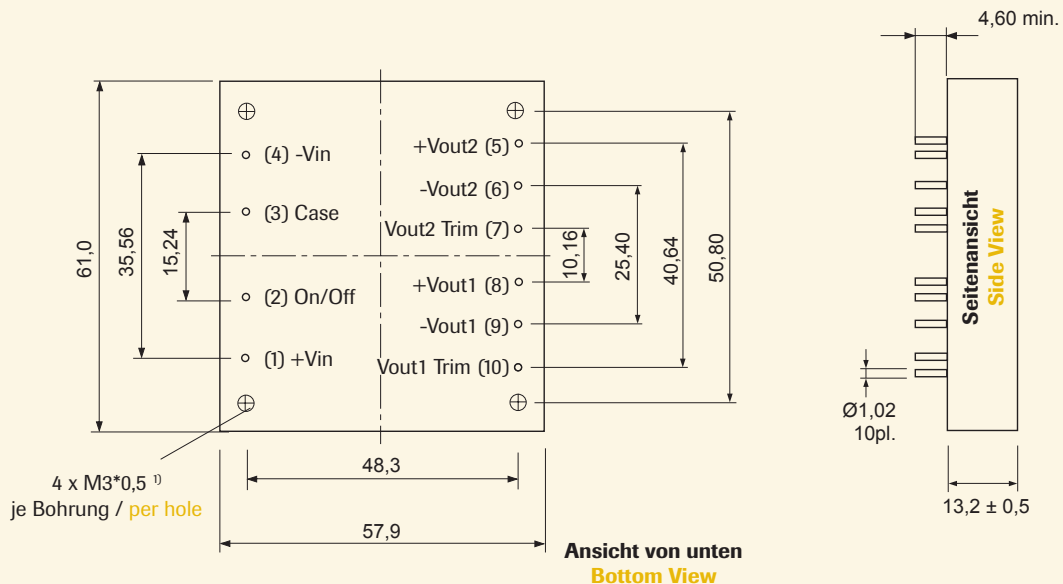 4,60 min.
61,0
35,56
15,24
(4) -Vin
(3) Case
(2) On/Off
(1) +Vin
+Vout2 (5)
-Vout2 (6)
Vout2 Trim (7)
+Vout1 (8)
-Vout1 (9)
Vout1 Trim (10)
10,16
25,40
40,64
50,80
Seitenansicht
Side View
Ø1,02
10pl.
13,2 ± 0,5
4 x M3*0,5 ¹⁾
je Bohrung / per hole
48,3
57,9
Ansicht von unten
Bottom View